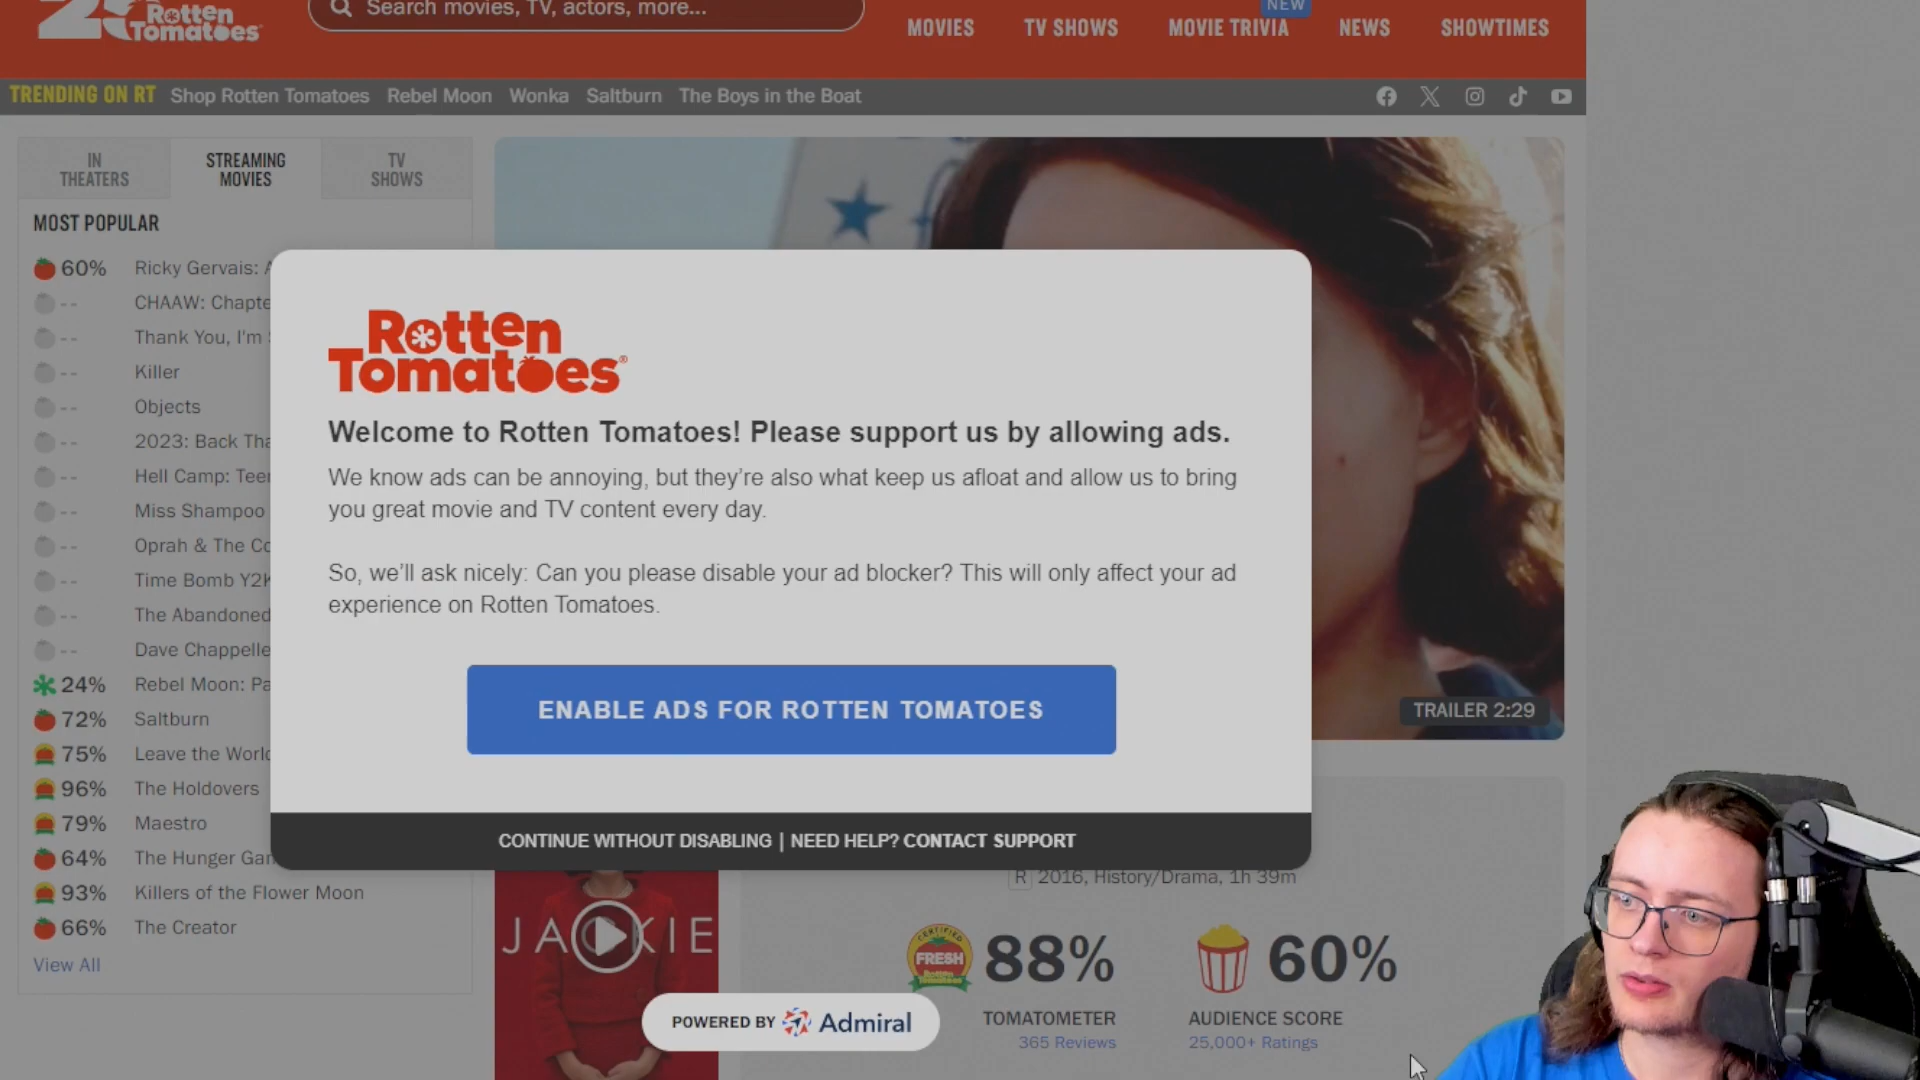 Rotten
Tomatoes
Search movies, TV, actors, more...
NEW
MOVIES
TV SHOWS
MOVIE TRIVIA
NEWS
SHOWTIMES
TRENDING ON RT
Shop Rotten Tomatoes
Rebel Moon
Wonka
Saltburn
The Boys in the Boat
IN
THEATERS
STREAMING
MOVIES
TV
SHOWS
MOST POPULAR
60% Ricky Gervais:
-- CHAAW: Chapte
-- Thank You, I'm
-- Killer
-- Objects
-- 2023: Back Tha
-- Hell Camp: Tee
-- Miss Shampoo
-- Oprah & The Co
-- Time Bomb Y2K
-- The Abandoned
-- Dave Chappelle
24% Rebel Moon: Pa
72% Saltburn
75% Leave the World
96% The Holdovers
79% Maestro
64% The Hunger Gam
93% Killers of the Flower Moon
66% The Creator
View All
Rotten
Tomatoes®
Welcome to Rotten Tomatoes! Please support us by allowing ads.
We know ads can be annoying, but they're also what keep us afloat and allow us to bring
you great movie and TV content every day.
So, we'll ask nicely: Can you please disable your ad blocker? This will only affect your ad
experience on Rotten Tomatoes.
ENABLE ADS FOR ROTTEN TOMATOES
CONTINUE WITHOUT DISABLING | NEED HELP? CONTACT SUPPORT
TRAILER 2:29
R 2016, History/Drama, 1h 39m
JACKIE
CERTIFIED
FRESH
Rotten
Tomatoes
88%
TOMATOMETER
365 Reviews
60%
AUDIENCE SCORE
25,000+ Ratings
POWERED BY Admiral